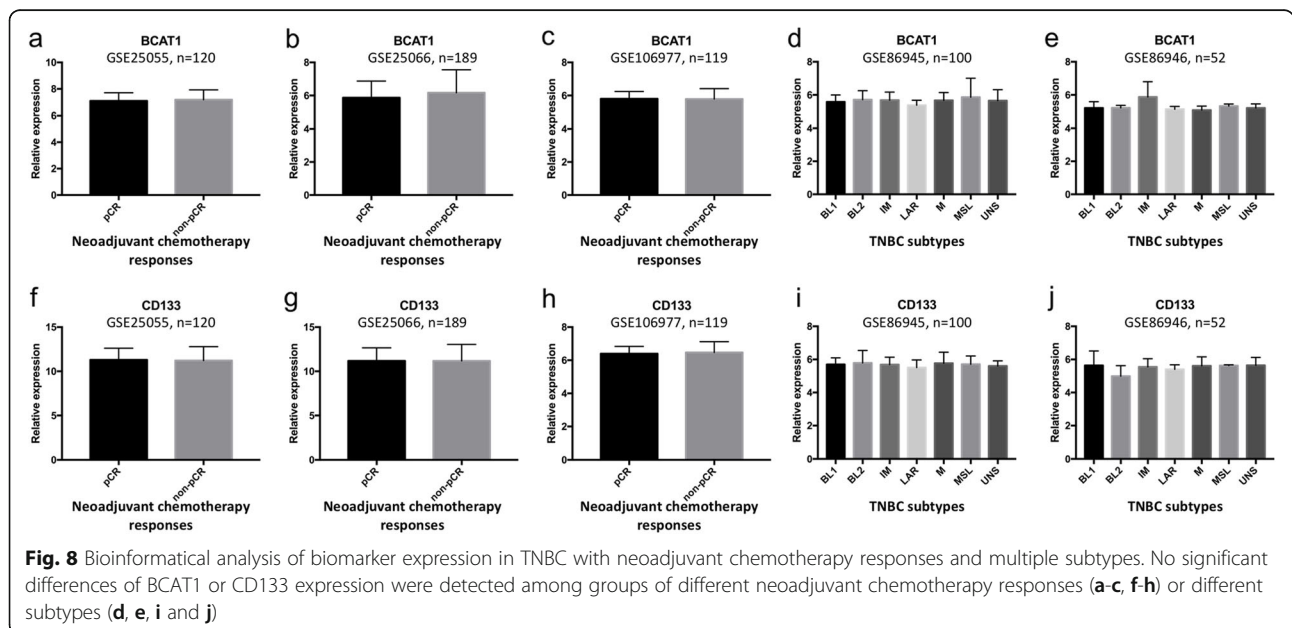 a
BCAT1
GSE25055, n=120
Relative expression
10
8
6
4
2
0
pCR
non-pCR
Neoadjuvant chemotherapy
responses
b
BCAT1
GSE25066, n=189
Relative expression
8
6
4
2
0
pCR
non-pCR
Neoadjuvant chemotherapy
responses
c
BCAT1
GSE106977, n=119
Relative expression
8
6
4
2
0
pCR
non-pCR
Neoadjuvant chemotherapy
responses
d
BCAT1
GSE86945, n=100
Relative expression
8
6
4
2
0
BL1
BL2
IM
LAR
M
MSL
UNS
TNBC subtypes
e
BCAT1
GSE86946, n=52
Relative expression
8
6
4
2
0
BL1
BL2
IM
LAR
M
MSL
UNS
TNBC subtypes
f
CD133
GSE25055, n=120
Relative expression
15
10
5
0
pCR
non-pCR
Neoadjuvant chemotherapy
responses
g
CD133
GSE25066, n=189
Relative expression
15
10
5
0
pCR
non-pCR
Neoadjuvant chemotherapy
responses
h
CD133
GSE106977, n=119
Relative expression
8
6
4
2
0
pCR
non-pCR
Neoadjuvant chemotherapy
responses
i
CD133
GSE86945, n=100
Relative expression
8
6
4
2
0
BL1
BL2
IM
LAR
M
MSL
UNS
TNBC subtypes
j
CD133
GSE86946, n=52
Relative expression
8
6
4
2
0
BL1
BL2
IM
LAR
M
MSL
UNS
TNBC subtypes
Fig. 8 Bioinformatical analysis of biomarker expression in TNBC with neoadjuvant chemotherapy responses and multiple subtypes. No significant
differences of BCAT1 or CD133 expression were detected among groups of different neoadjuvant chemotherapy responses (a-c, f-h) or different
subtypes (d, e, i and j)